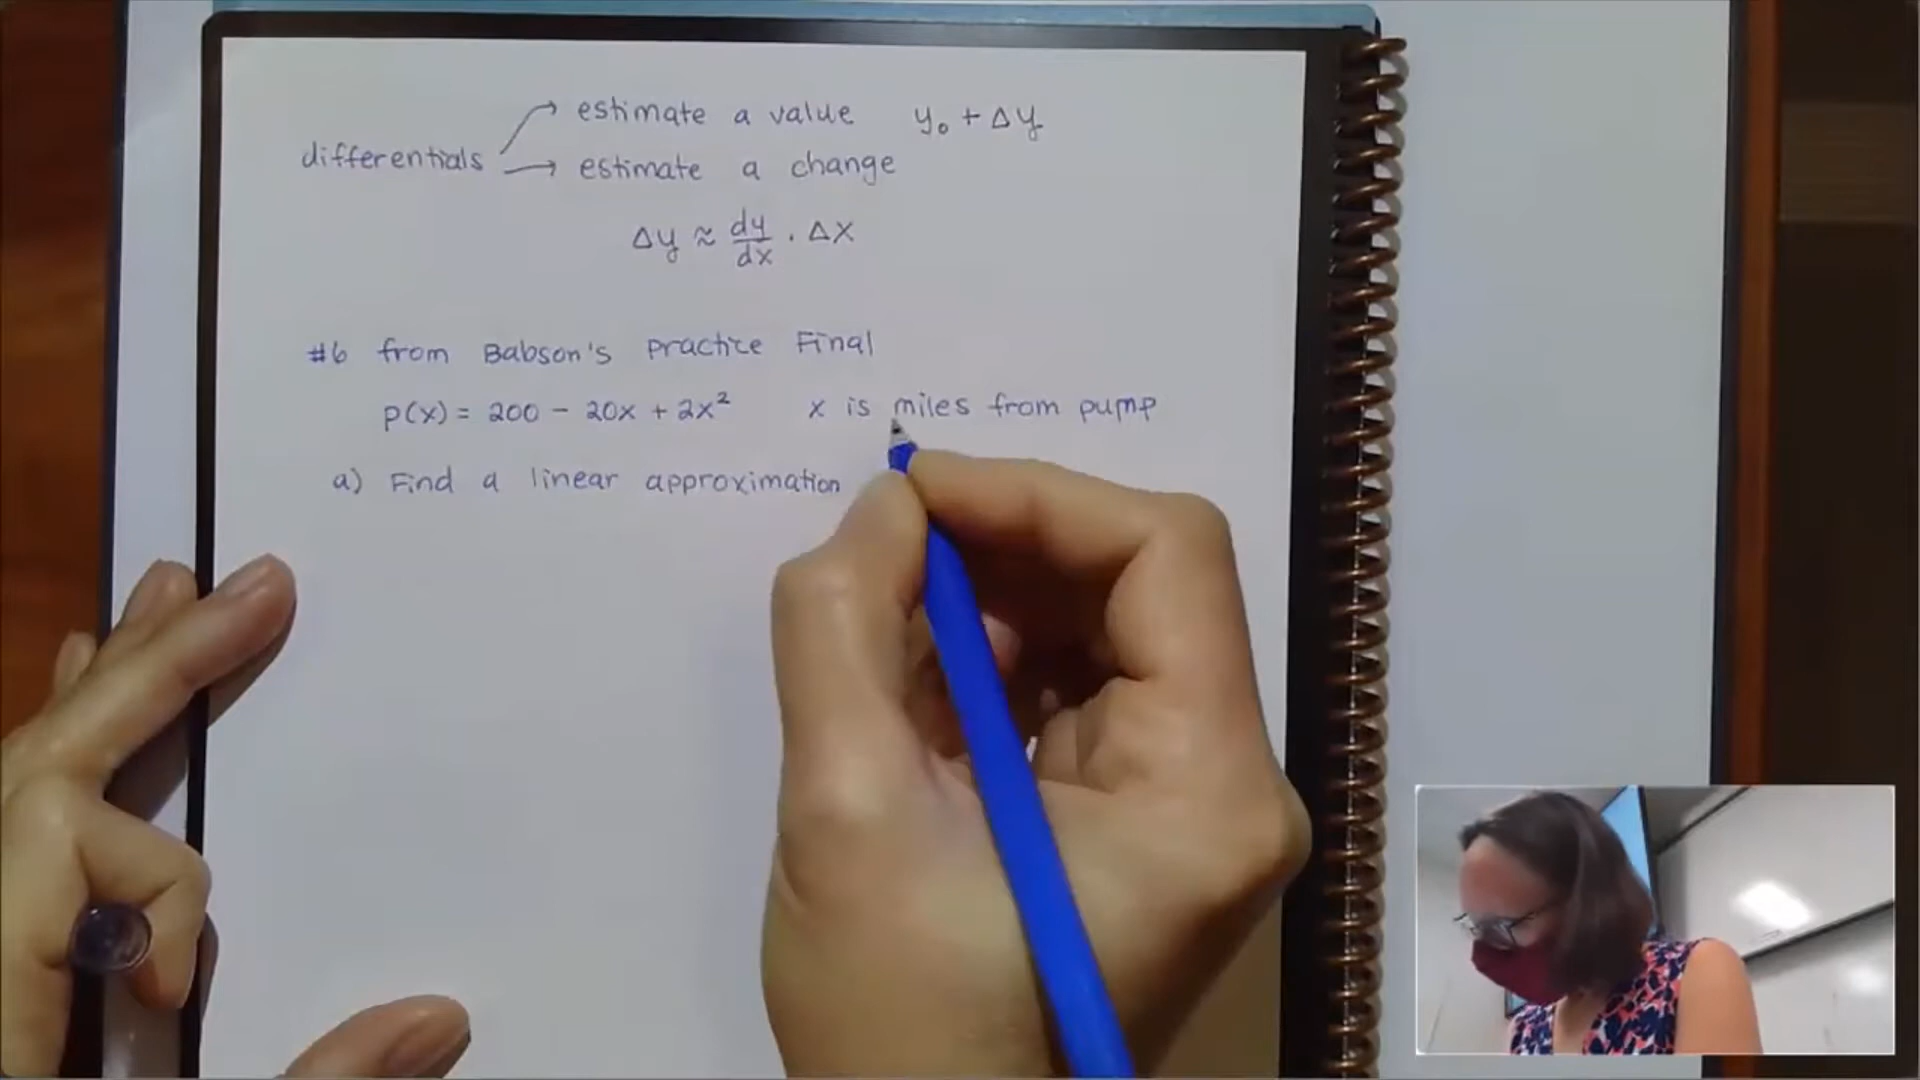 estimate a value y₀ + Δy
differentials
estimate a change
Δy ≈ dy/dx · Δx
#6 from Babson's Practice Final
p(x) = 200 - 20x + 2x² x is miles from pump
a) Find a linear approximation